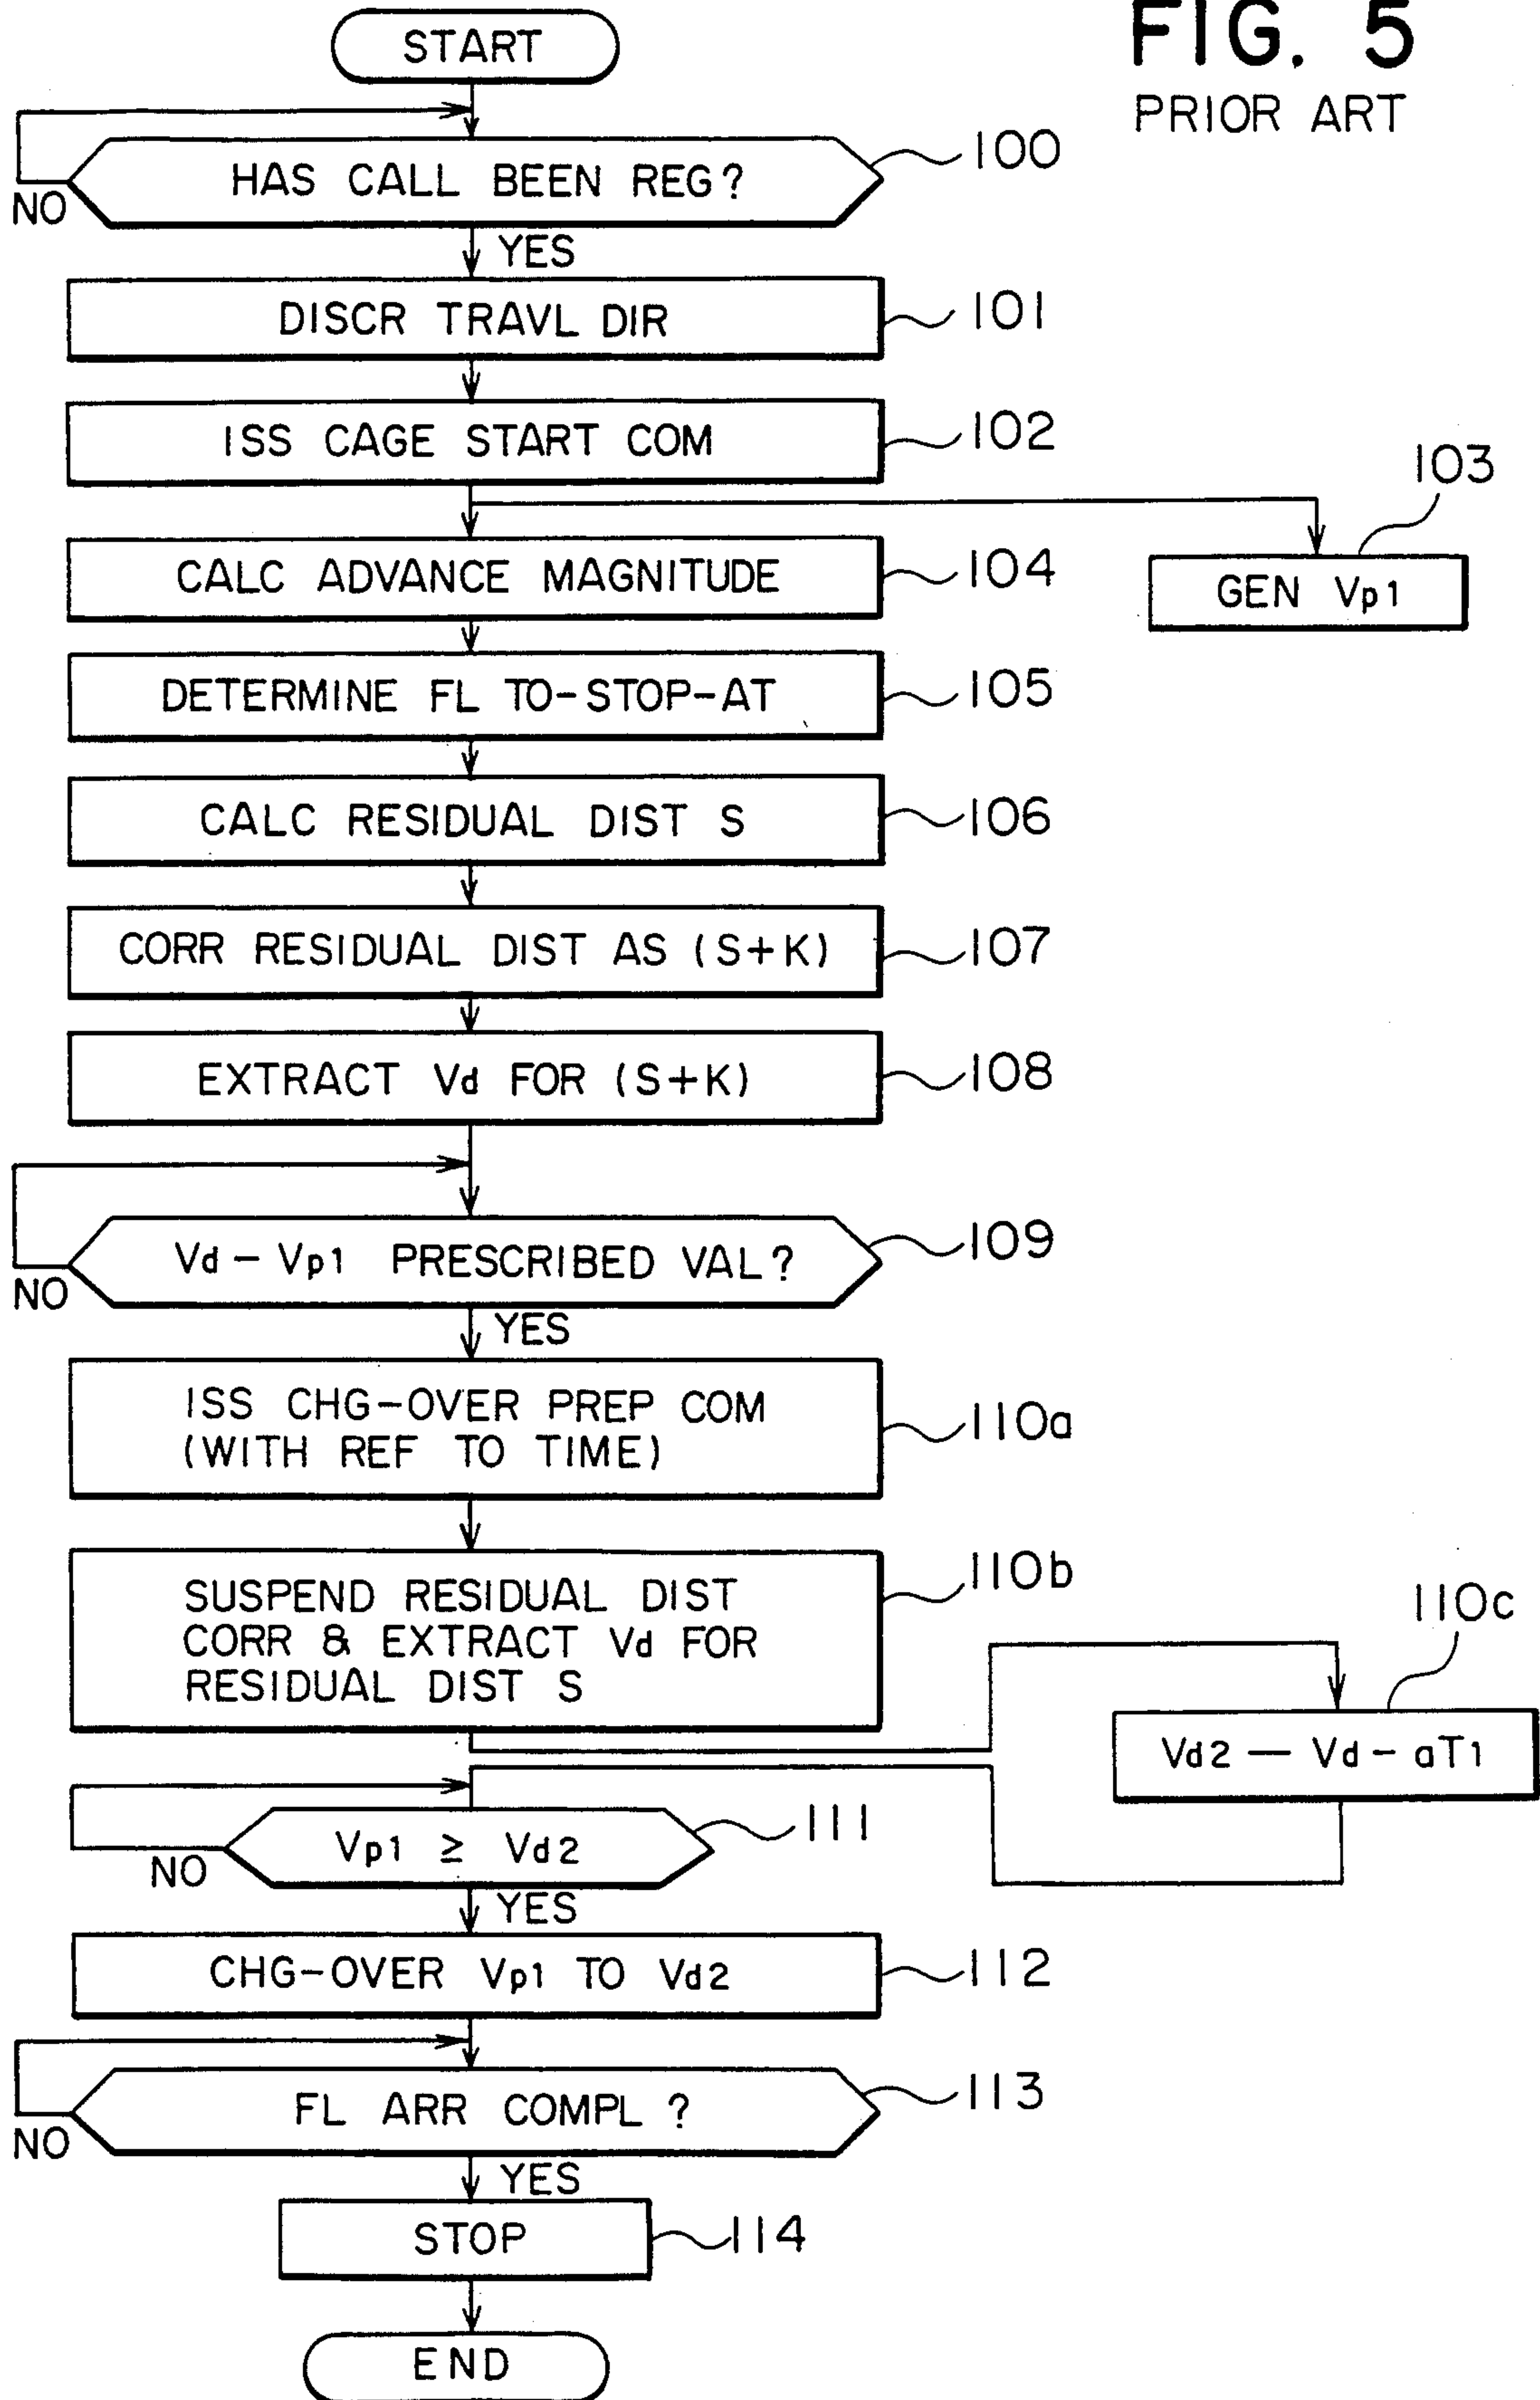 FIG. 5
PRIOR ART
START
HAS CALL BEEN REG?
100
NO
YES
DISCR TRAVL DIR
101
ISS CAGE START COM
102
103
GEN Vp1
CALC ADVANCE MAGNITUDE
104
DETERMINE FL TO-STOP-AT
105
CALC RESIDUAL DIST S
106
CORR RESIDUAL DIST AS (S+K)
107
EXTRACT Vd FOR (S+K)
108
Vd - Vp1 PRESCRIBED VAL?
109
NO
YES
ISS CHG-OVER PREP COM
(WITH REF TO TIME)
110a
SUSPEND RESIDUAL DIST
CORR & EXTRACT Vd FOR
RESIDUAL DIST S
110b
110c
Vd2 — Vd - aT1
Vp1 ≥ Vd2
111
NO
YES
CHG-OVER Vp1 TO Vd2
112
FL ARR COMPL ?
113
NO
YES
STOP
114
END